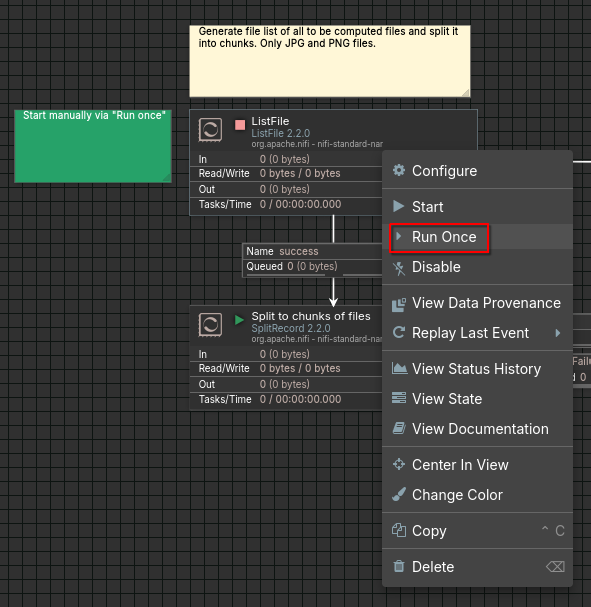 Generate file list of all to be computed files and split it
into chunks. Only JPG and PNG files.
Start manually via "Run once"
ListFile
ListFile 2.2.0
org.apache.nifi - nifi-standard-nar
In 0 (0 bytes)
Read/Write 0 bytes / 0 bytes
Out 0 (0 bytes)
Tasks/Time 0 / 00:00:00.000
Name success
Queued 0 (0 bytes)
Split to chunks of files
SplitRecord 2.2.0
org.apache.nifi - nifi-standard-nar
In 0 (0 bytes)
Read/Write 0 bytes / 0 bytes
Out 0 (0 bytes)
Tasks/Time 0 / 00:00:00.000
Configure
Start
Run Once
Disable
View Data Provenance
Replay Last Event
View Status History
View State
View Documentation
Center In View
Change Color
Copy ⌃ C
Delete ⌫
0